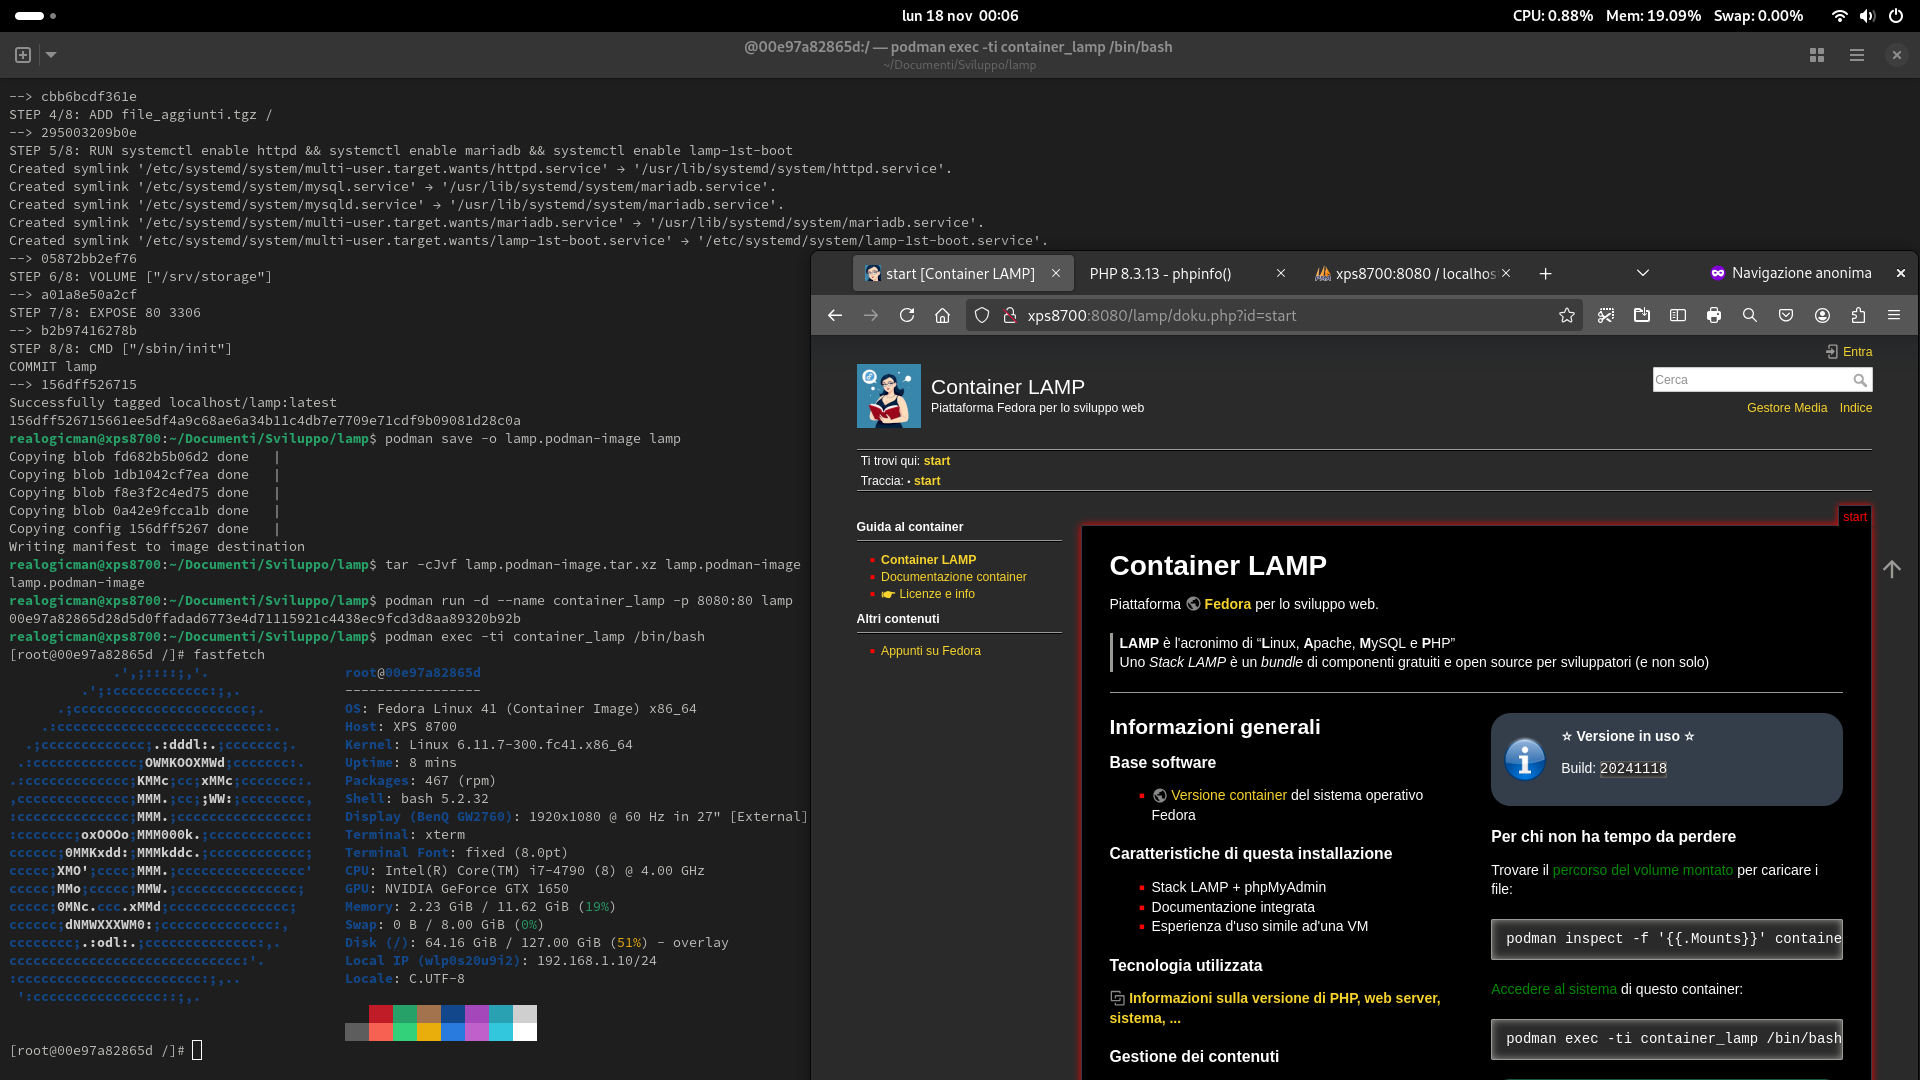 lun 18 nov  00:06
CPU: 0.88%  Mem: 19.09%  Swap: 0.00%
@00e97a82865d:/ — podman exec -ti container_lamp /bin/bash
~/Documenti/Sviluppo/lamp
--> cbb6bcdf361e
STEP 4/8: ADD file_aggiunti.tgz /
--> 295003209b0e
STEP 5/8: RUN systemctl enable httpd && systemctl enable mariadb && systemctl enable lamp-1st-boot
Created symlink '/etc/systemd/system/multi-user.target.wants/httpd.service' → '/usr/lib/systemd/system/httpd.service'.
Created symlink '/etc/systemd/system/mysql.service' → '/usr/lib/systemd/system/mariadb.service'.
Created symlink '/etc/systemd/system/mysqld.service' → '/usr/lib/systemd/system/mariadb.service'.
Created symlink '/etc/systemd/system/multi-user.target.wants/mariadb.service' → '/usr/lib/systemd/system/mariadb.service'.
Created symlink '/etc/systemd/system/multi-user.target.wants/lamp-1st-boot.service' → '/etc/systemd/system/lamp-1st-boot.service'.
--> 05872bb2ef76
STEP 6/8: VOLUME ["/srv/storage"]
--> a01a8e50a2cf
STEP 7/8: EXPOSE 80 3306
--> b2b97416278b
STEP 8/8: CMD ["/sbin/init"]
COMMIT lamp
--> 156dff526715
Successfully tagged localhost/lamp:latest
156dff526715661ee5df4a9c68ae6a34b11c4db7e7709e71cdf9b09081d28c0a
realogicman@xps8700:~/Documenti/Sviluppo/lamp$ podman save -o lamp.podman-image lamp
Copying blob fd682b5b06d2 done   |
Copying blob 1db1042cf7ea done   |
Copying blob f8e3f2c4ed75 done   |
Copying blob 0a42e9fcca1b done   |
Copying config 156dff5267 done   |
Writing manifest to image destination
realogicman@xps8700:~/Documenti/Sviluppo/lamp$ tar -cJvf lamp.podman-image.tar.xz lamp.podman-image
lamp.podman-image
realogicman@xps8700:~/Documenti/Sviluppo/lamp$ podman run -d --name container_lamp -p 8080:80 lamp
00e97a82865d28d5d0ffadad6773e4d71115921c4438ec9fcd3d8aa89320b92b
realogicman@xps8700:~/Documenti/Sviluppo/lamp$ podman exec -ti container_lamp /bin/bash
[root@00e97a82865d /]# fastfetch
root@00e97a82865d
-----------------
OS: Fedora Linux 41 (Container Image) x86_64
Host: XPS 8700
Kernel: Linux 6.11.7-300.fc41.x86_64
Uptime: 8 mins
Packages: 467 (rpm)
Shell: bash 5.2.32
Display (BenQ GW2760): 1920x1080 @ 60 Hz in 27" [External]
Terminal: xterm
Terminal Font: fixed (8.0pt)
CPU: Intel(R) Core(TM) i7-4790 (8) @ 4.00 GHz
GPU: NVIDIA GeForce GTX 1650
Memory: 2.23 GiB / 11.62 GiB (19%)
Swap: 0 B / 8.00 GiB (0%)
Disk (/): 64.16 GiB / 127.00 GiB (51%) - overlay
Local IP (wlp0s20u9i2): 192.168.1.10/24
Locale: C.UTF-8
[root@00e97a82865d /]#
start [Container LAMP]
PHP 8.3.13 - phpinfo()
xps8700:8080 / localhos
Navigazione anonima
xps8700:8080/lamp/doku.php?id=start
Entra
Container LAMP
Piattaforma Fedora per lo sviluppo web
Cerca
Gestore Media Indice
Ti trovi qui: start
Traccia: • start
Guida al container
Container LAMP
Documentazione container
Licenze e info
Altri contenuti
Appunti su Fedora
start
Container LAMP
Piattaforma Fedora per lo sviluppo web.
LAMP è l'acronimo di “Linux, Apache, MySQL e PHP”
Uno Stack LAMP è un bundle di componenti gratuiti e open source per sviluppatori (e non solo)
Informazioni generali
Base software
Versione container del sistema operativo
Fedora
Caratteristiche di questa installazione
Stack LAMP + phpMyAdmin
Documentazione integrata
Esperienza d'uso simile ad'una VM
Tecnologia utilizzata
Informazioni sulla versione di PHP, web server,
sistema, ...
Gestione dei contenuti
☆ Versione in uso ☆
Build: 20241118
Per chi non ha tempo da perdere
Trovare il percorso del volume montato per caricare i
file:
podman inspect -f '{{.Mounts}}' containe
Accedere al sistema di questo container:
podman exec -ti container_lamp /bin/bash